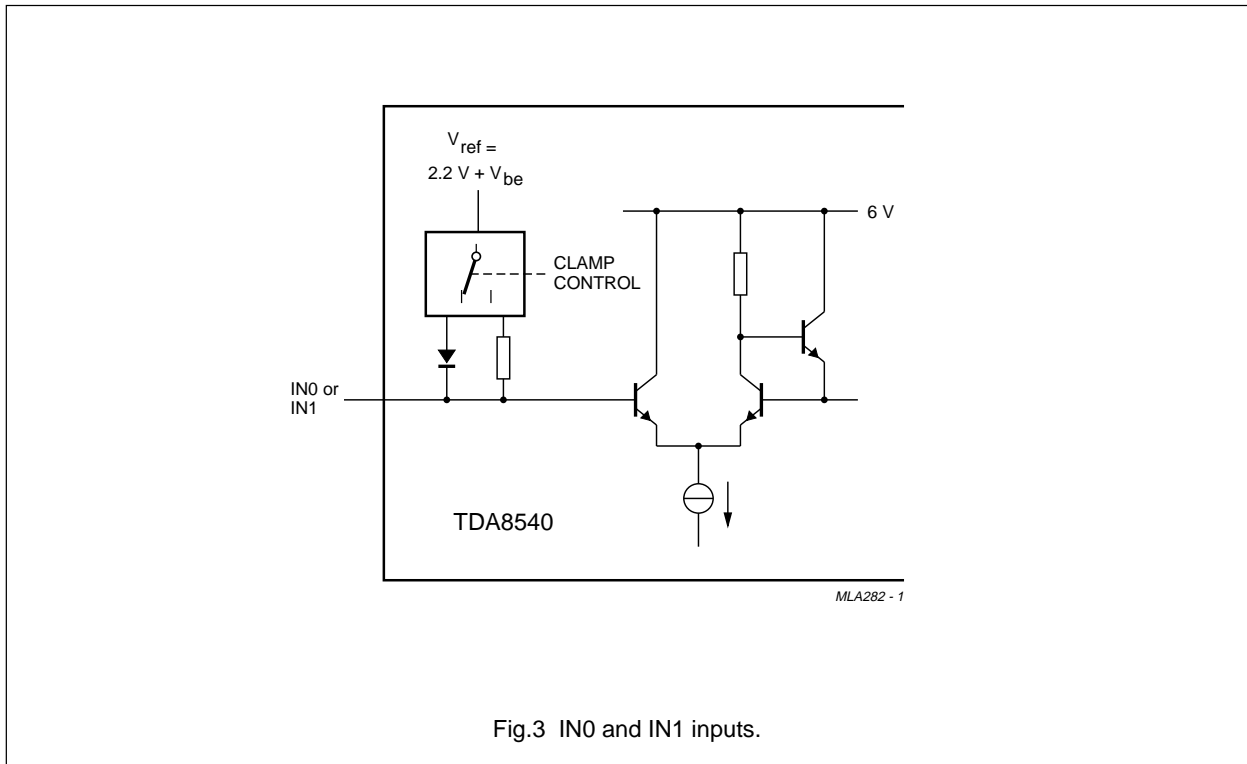 V ref =
2.2 V + V be
6 V
CLAMP
CONTROL
IN0 or
IN1
TDA8540
MLA282 - 1
Fig.3 IN0 and IN1 inputs.